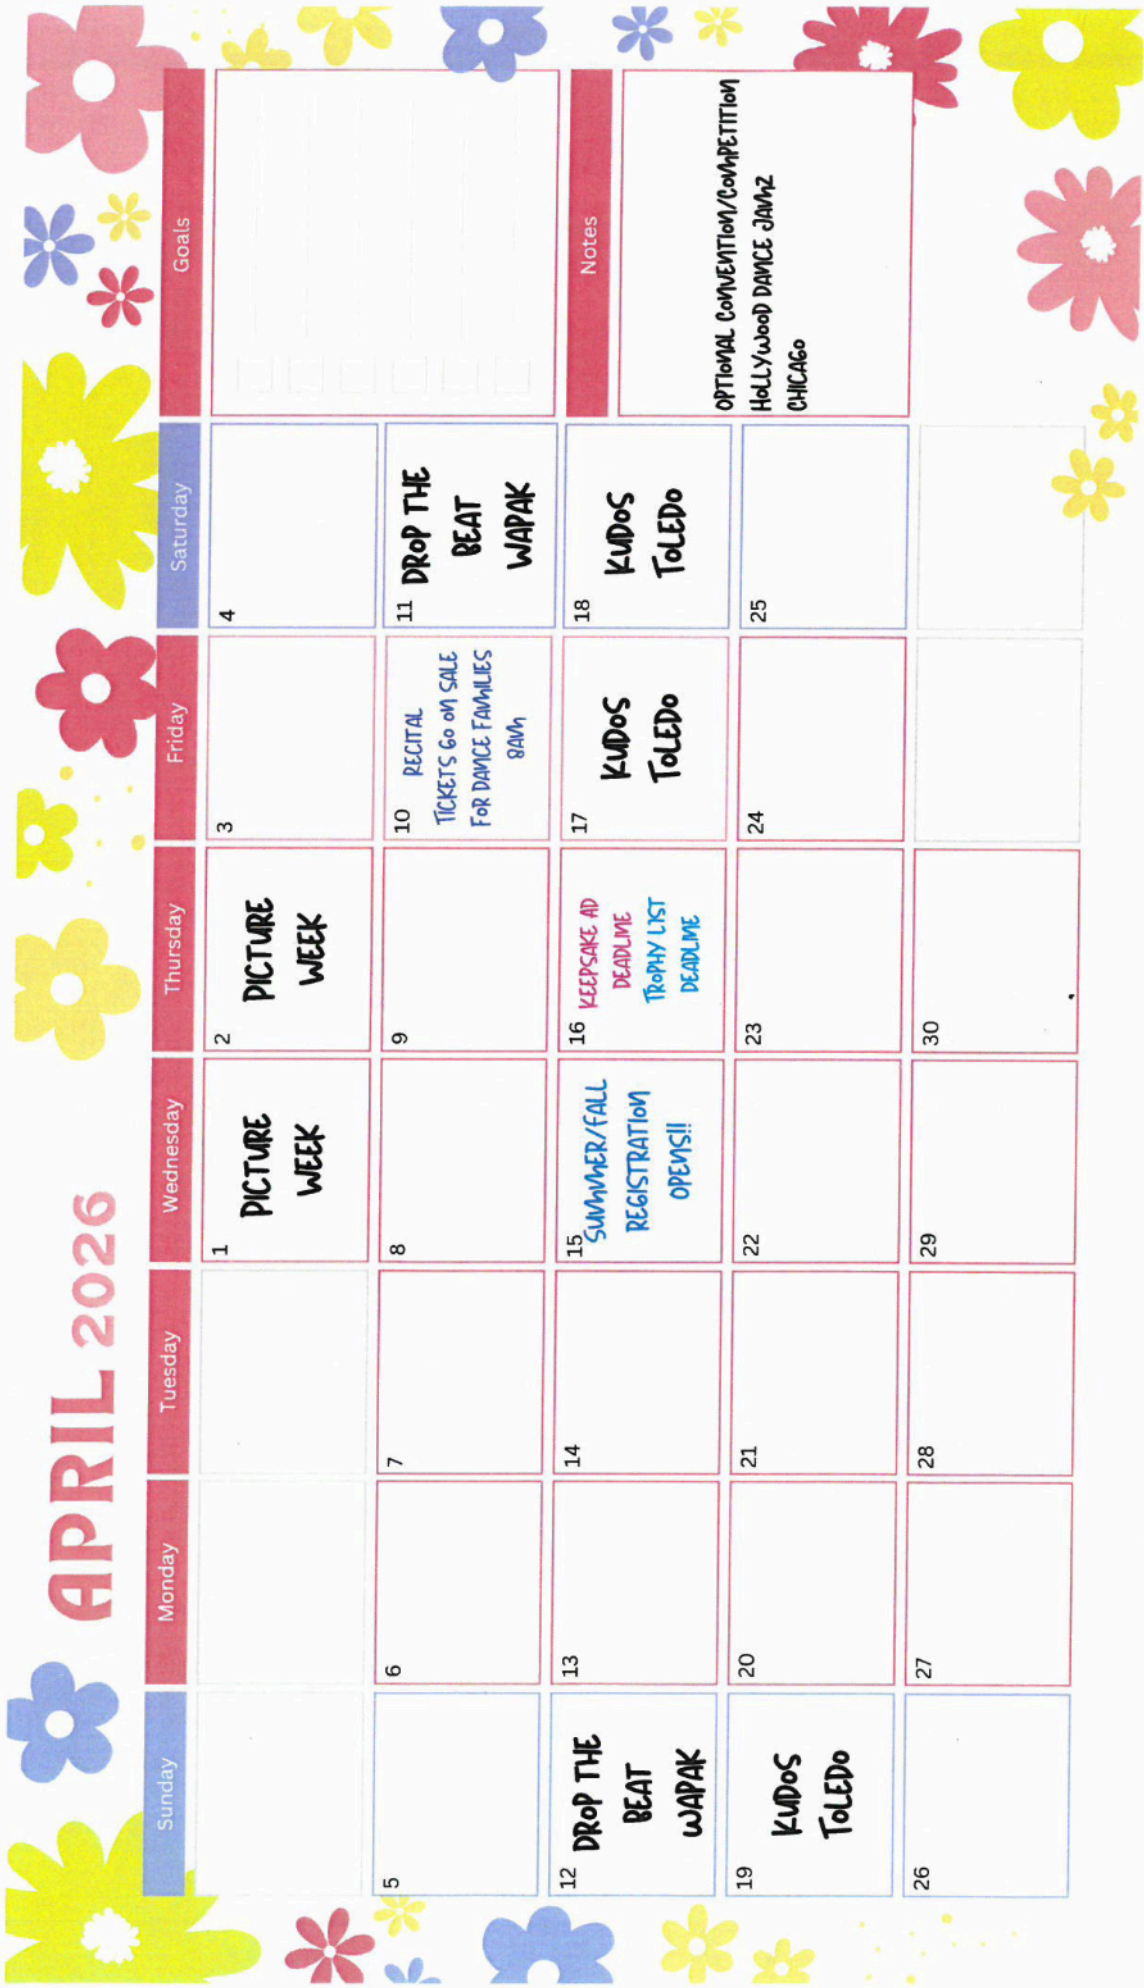 APRIL 2026
Sunday Monday Tuesday Wednesday Thursday Friday Saturday
Goals
1
PICTURE
WEEK
2
PICTURE
WEEK
3
4
5
6
7
8
9
10
RECITAL
TICKETS GO ON SALE
FOR DANCE FAMILIES
8AM
11
DROP THE
BEAT
WAPAK
12
DROP THE
BEAT
WAPAK
13
14
15
SUMMER/FALL
REGISTRATION
OPENS!!
16
KEEPSAKE AD
DEADLINE
TROPHY LIST
DEADLINE
17
KUDOS
TOLEDO
18
KUDOS
TOLEDO
19
KUDOS
TOLEDO
20
21
22
23
24
25
26
27
28
29
30
Notes
OPTIONAL CONVENTION/COMPETITION
HOLLYWOOD DANCE JAMZ
CHICAGO